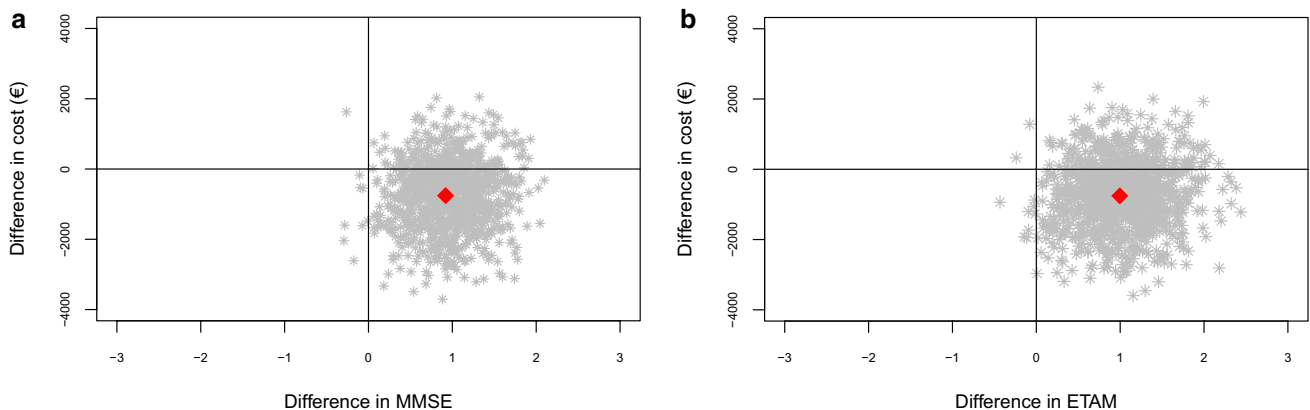 a
Difference in cost (€)
4000
2000
0
−2000
−4000
−3 −2 −1 0 1 2 3
Difference in MMSE
b
Difference in cost (€)
4000
2000
0
−2000
−4000
−3 −2 −1 0 1 2 3
Difference in ETAM